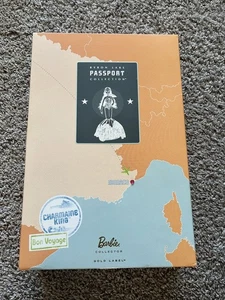 BYRON LARS
PASSPORT
COLLECTION
CHARMAINE
KING
Bon Voyage
Barbie
COLLECTOR
GOLD LABEL